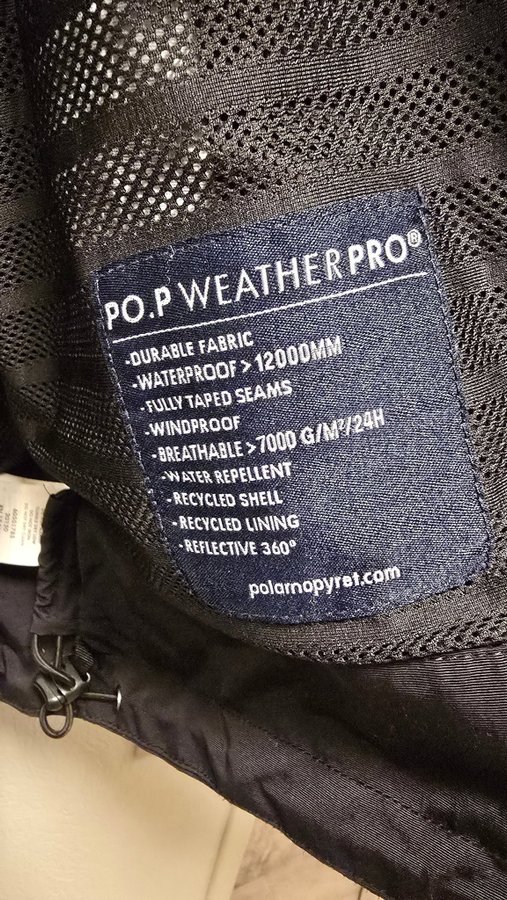 PO.P WEATHERPRO®
-DURABLE FABRIC
-WATERPROOF > 12000MM
-FULLY TAPED SEAMS
-WINDPROOF
-BREATHABLE >7000 G/M²/24H
-WATER REPELLENT
-RECYCLED SHELL
-RECYCLED LINING
-REFLECTIVE 360°
polarnopyret.com